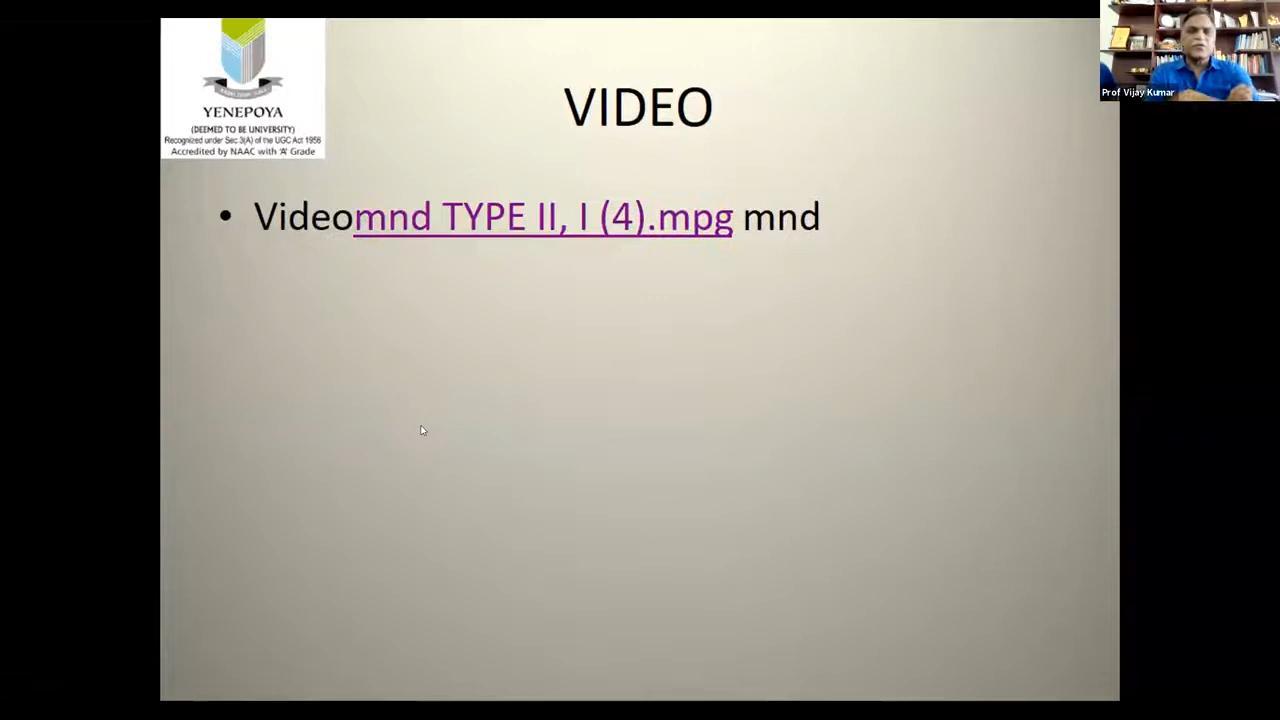 YENEPOYA
(DEEMED TO BE UNIVERSITY)
Recognized under Sec 3(A) of the UGC Act 1956
Accredited by NAAC with 'A' Grade
VIDEO
Prof Vijay Kumar
• Videomnd TYPE II, I (4).mpg mnd